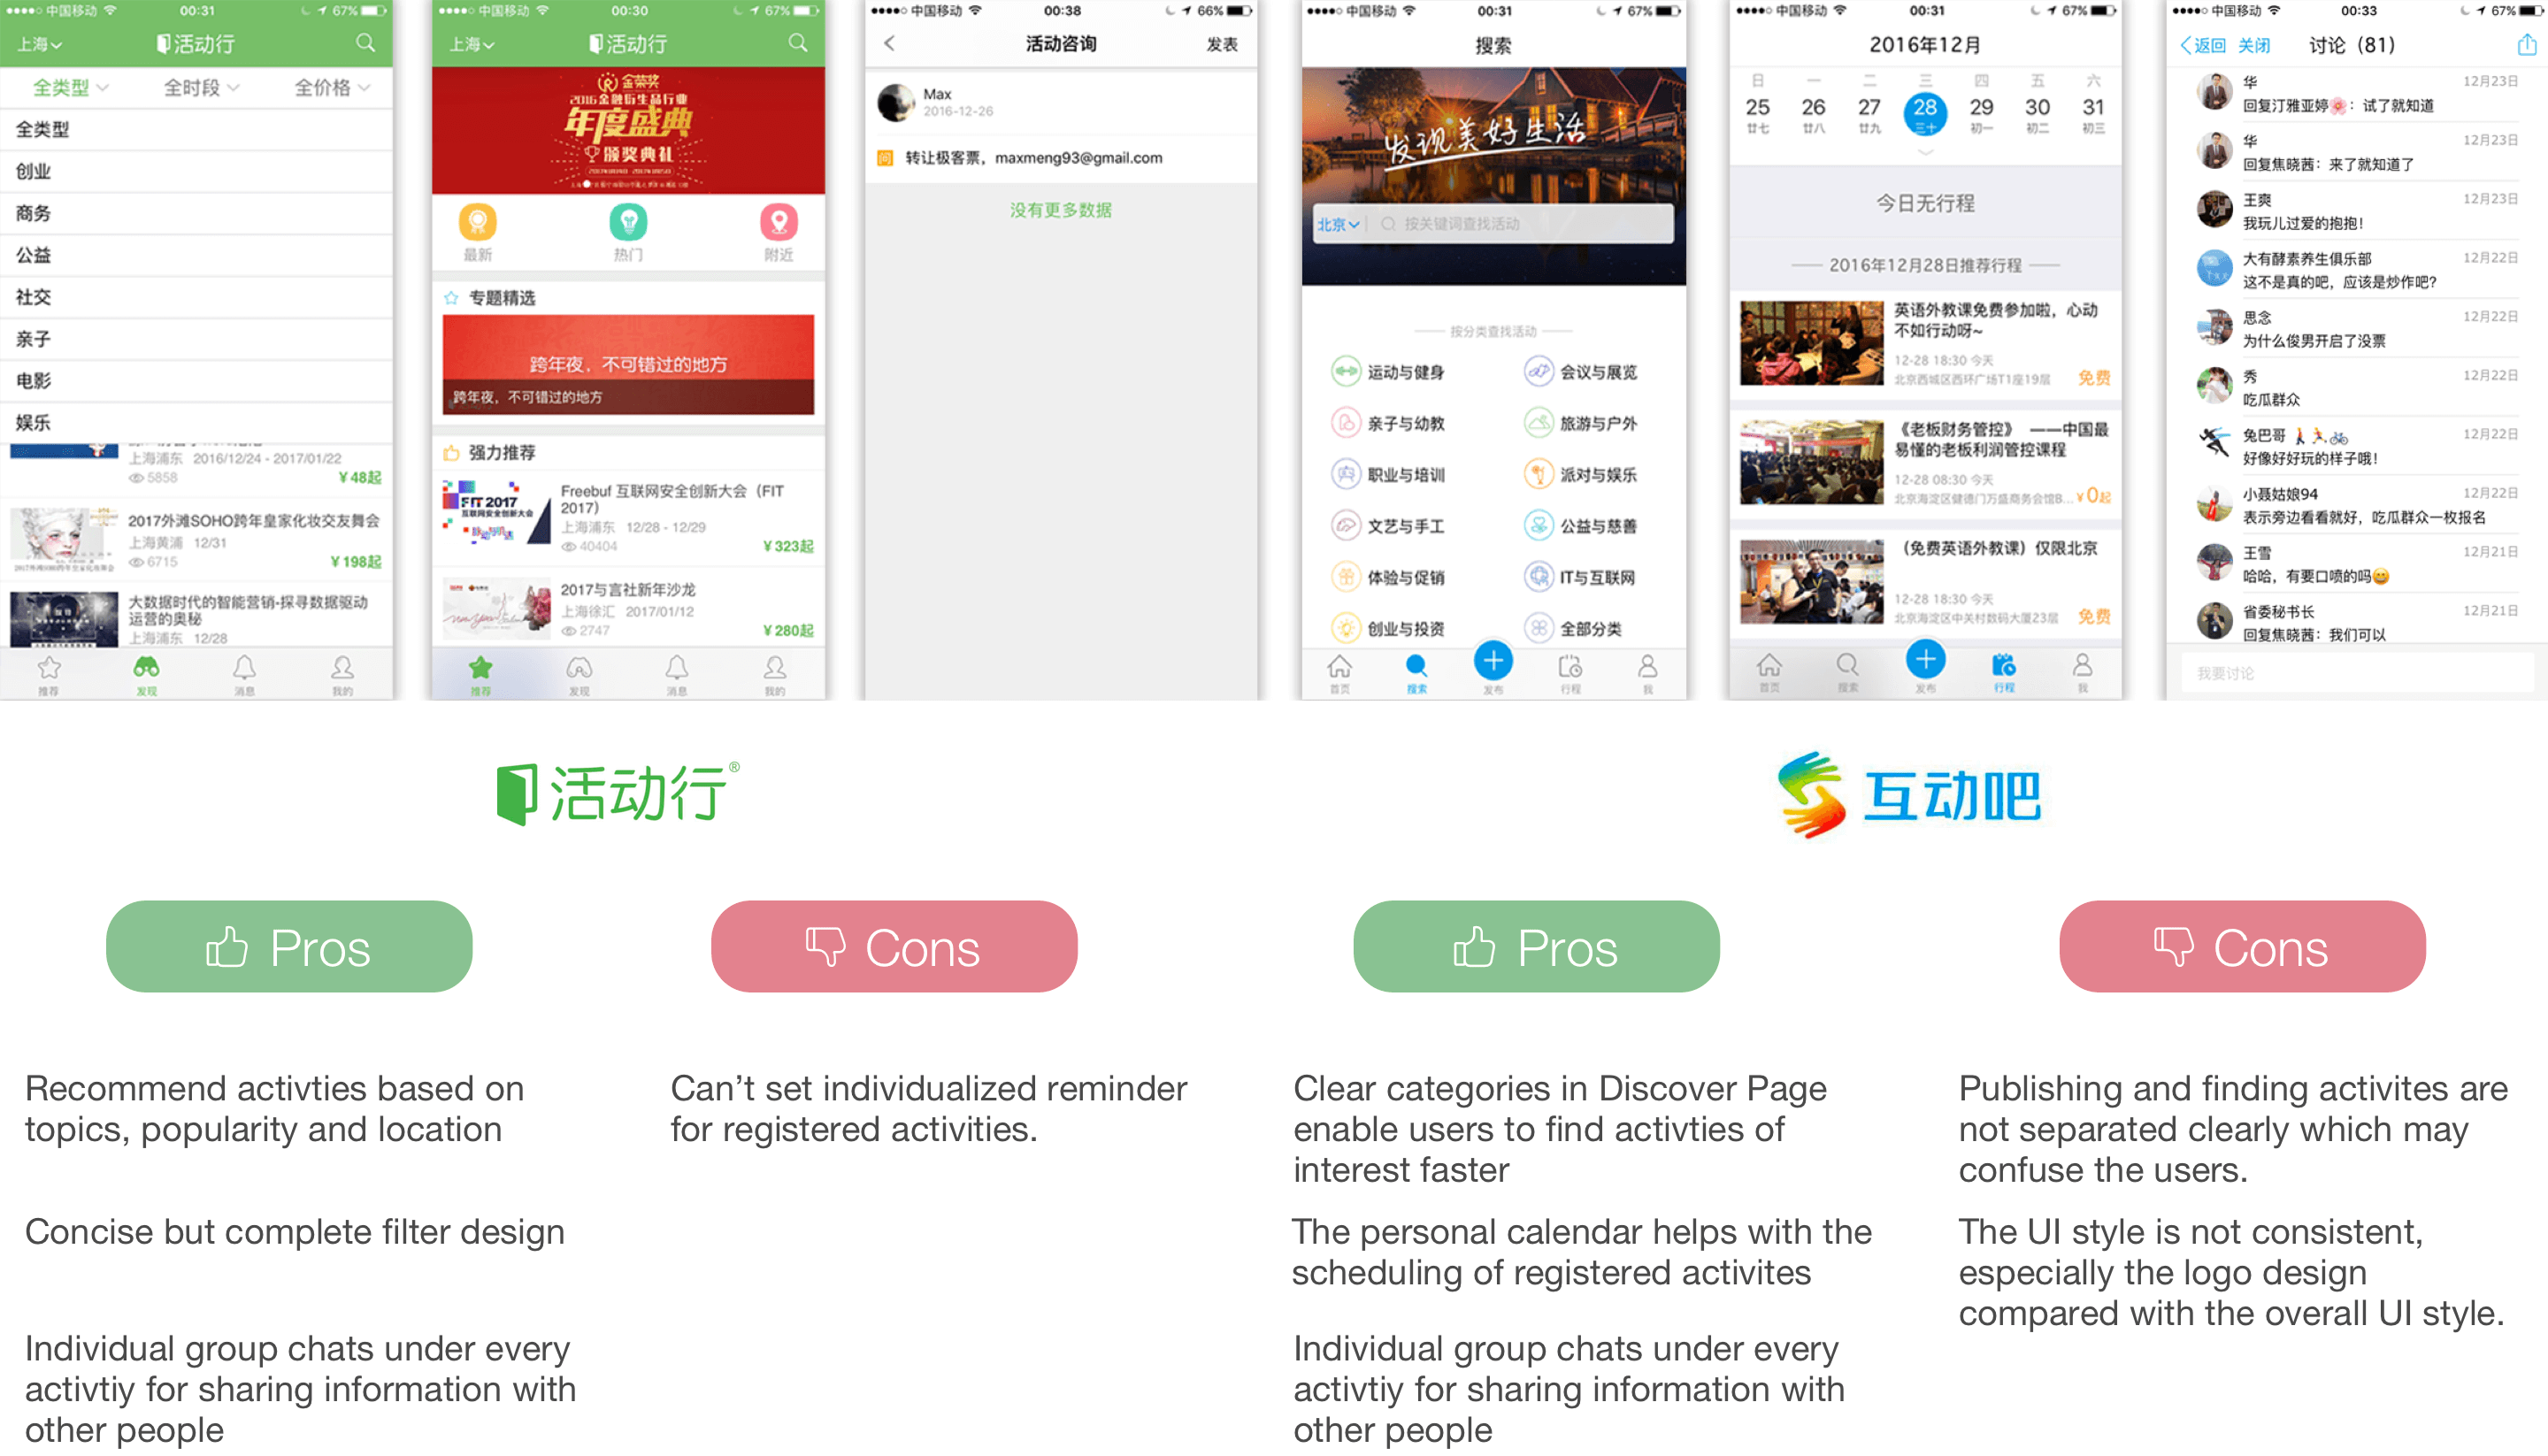 中国移动 00:31 67%
上海 活动行
全类型 全时段 全价格
全类型
创业
商务
公益
社交
亲子
电影
娱乐
上海浦东 2016/12/24 - 2017/01/22
5858 ¥48起
2017外滩SOHO跨年皇家化妆交友舞会
上海黄浦 12/31
6715 ¥198起
大数据时代的智能营销-探寻数据驱动
运营的奥秘
上海浦东 12/28
推荐 发现 消息 我的
中国移动 00:30 67%
上海 活动行
金荣奖
2016金融衍生品行业
年度盛典
颁奖典礼
最新 热门 附近
专题精选
跨年夜，不可错过的地方
跨年夜，不可错过的地方
强力推荐
FIT 2017
互联网安全创新大会
Freebuf 互联网安全创新大会（FIT
2017）
上海浦东 12/28 - 12/29
40404 ¥323起
2017与言社新年沙龙
上海徐汇 2017/01/12
2747 ¥280起
推荐 发现 消息 我的
中国移动 00:38 66%
活动咨询 发表
Max
2016-12-26
问 转让极客票，maxmeng93@gmail.com
没有更多数据
中国移动 00:31 67%
搜索
发现美好生活
北京 按关键词查找活动
按分类查找活动
运动与健身 会议与展览
亲子与幼教 旅游与户外
职业与培训 派对与娱乐
文艺与手工 公益与慈善
体验与促销 IT与互联网
创业与投资 全部分类
首页 搜索 发布 行程 我
中国移动 00:31 67%
2016年12月
日 一 二 三 四 五 六
25 26 27 28 29 30 31
廿七 廿八 廿九 三十 初一 初二 初三
今日无行程
2016年12月28日推荐行程
英语外教课免费参加啦，心动
不如行动呀~
12-28 18:30 今天
北京西城区西环广场T1座19层 免费
《老板财务管控》 ——中国最
易懂的老板利润管控课程
12-28 08:30 今天
北京海淀区健德门万盛商务会馆B... ¥0起
（免费英语外教课）仅限北京
12-28 18:30 今天
北京海淀区中关村数码大厦23层 免费
首页 搜索 发布 行程 我
中国移动 00:33 67%
返回 关闭 讨论（81）
华 12月23日
回复汀雅亚婷🌸：试了就知道
华 12月23日
回复焦晓茜：来了就知道了
王爽 12月23日
我玩儿过爱的抱抱！
大有酵素养生俱乐部 12月22日
这不是真的吧，应该是炒作吧？
思念 12月22日
为什么俊男开启了没票
秀 12月22日
吃瓜群众
兔巴哥 12月22日
好像好好玩的样子哦！
小聂姑娘94 12月22日
表示旁边看看就好，吃瓜群众一枚报名
王雪 12月21日
哈哈，有要口喷的吗😄
省委秘书长 12月21日
回复焦晓茜：我们可以
我要讨论
活动行®
互动吧
Pros
Cons
Pros
Cons
Recommend activties based on
topics, popularity and location
Concise but complete filter design
Individual group chats under every
activtiy for sharing information with
other people
Can’t set individualized reminder
for registered activities.
Clear categories in Discover Page
enable users to find activties of
interest faster
The personal calendar helps with the
scheduling of registered activites
Individual group chats under every
activtiy for sharing information with
other people
Publishing and finding activites are
not separated clearly which may
confuse the users.
The UI style is not consistent,
especially the logo design
compared with the overall UI style.